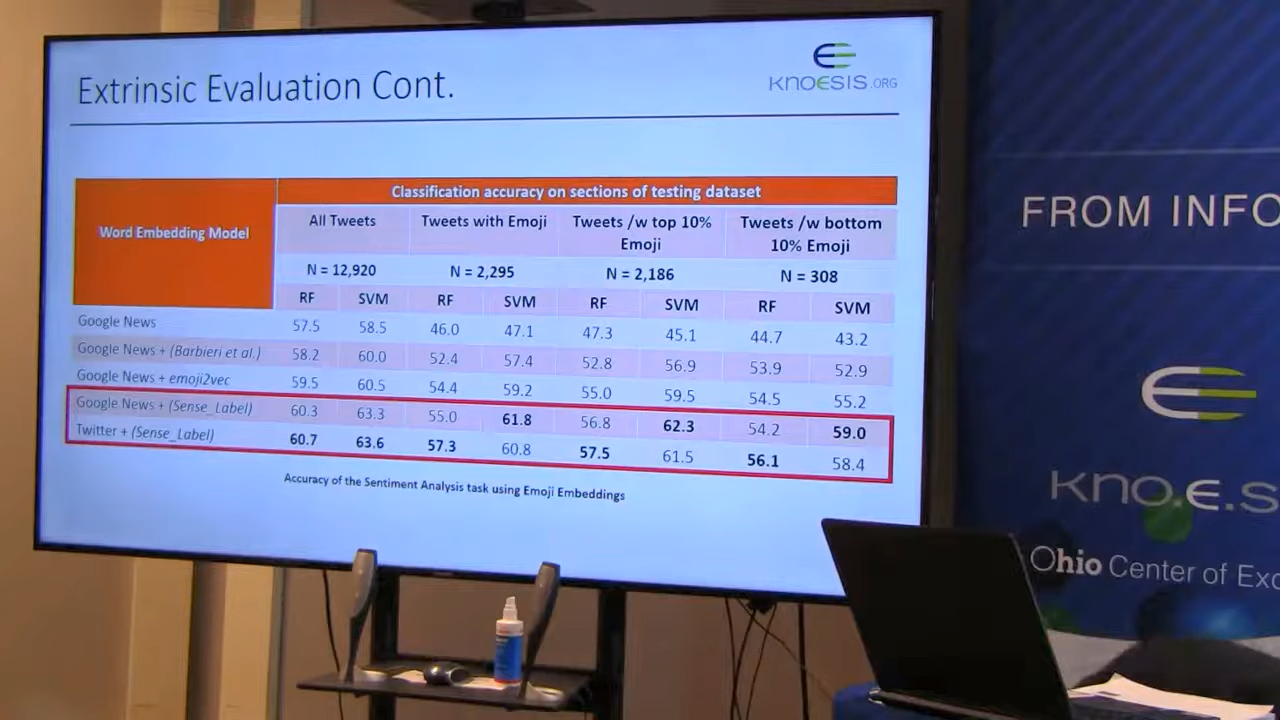 Extrinsic Evaluation Cont.
KNOESIS.ORG
Classification accuracy on sections of testing dataset
Word Embedding Model
All Tweets Tweets with Emoji Tweets /w top 10% Emoji Tweets /w bottom 10% Emoji
N = 12,920 N = 2,295 N = 2,186 N = 308
RF SVM RF SVM RF SVM RF SVM
Google News 57.5 58.5 46.0 47.1 47.3 45.1 44.7 43.2
Google News + (Barbieri et al.) 58.2 60.0 52.4 57.4 52.8 56.9 53.9 52.9
Google News + emoji2vec 59.5 60.5 54.4 59.2 55.0 59.5 54.5 55.2
Google News + (Sense_Label) 60.3 63.3 55.0 61.8 56.8 62.3 54.2 59.0
Twitter + (Sense_Label) 60.7 63.6 57.3 60.8 57.5 61.5 56.1 58.4
Accuracy of the Sentiment Analysis task using Emoji Embeddings
FROM INFO
kno.e.s
Ohio Center of Exc